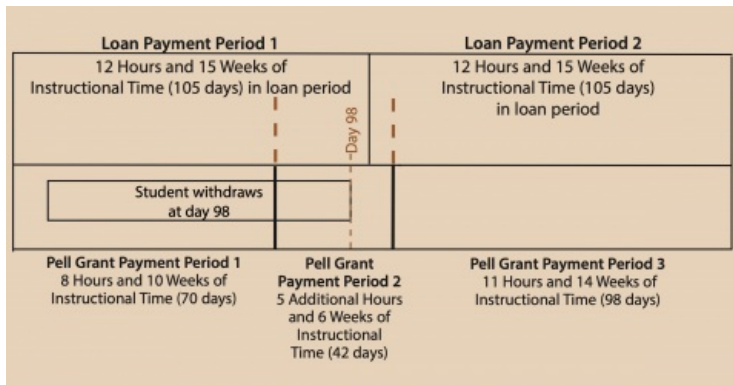 Loan Payment Period 1
12 Hours and 15 Weeks of
Instructional Time (105 days) in loan period
Loan Payment Period 2
12 Hours and 15 Weeks of
Instructional Time (105 days)
in loan period
Day 98
Student withdraws
at day 98
Pell Grant Payment Period 1
8 Hours and 10 Weeks of
Instructional Time (70 days)
Pell Grant
Payment Period 2
5 Additional Hours
and 6 Weeks of
Instructional
Time (42 days)
Pell Grant Payment Period 3
11 Hours and 14 Weeks of
Instructional Time (98 days)